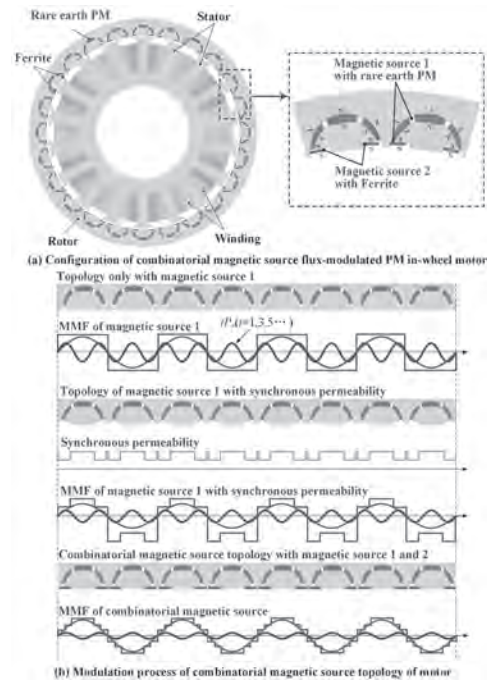 Rare earth PM
Stator
Ferrite
Magnetic source 1
with rare earth PM
Magnetic source 2
with Ferrite
Rotor
Winding
(a) Configuration of combinatorial magnetic source flux-modulated PM in-wheel motor
Topology only with magnetic source 1
MMF of magnetic source 1
Topology of magnetic source 1 with synchronous permeability
Synchronous permeability
MMF of magnetic source 1 with synchronous permeability
Combinatorial magnetic source topology with magnetic source 1 and 2
MMF of combinatorial magnetic source
(b) Modulation process of combinatorial magnetic source topology of motor